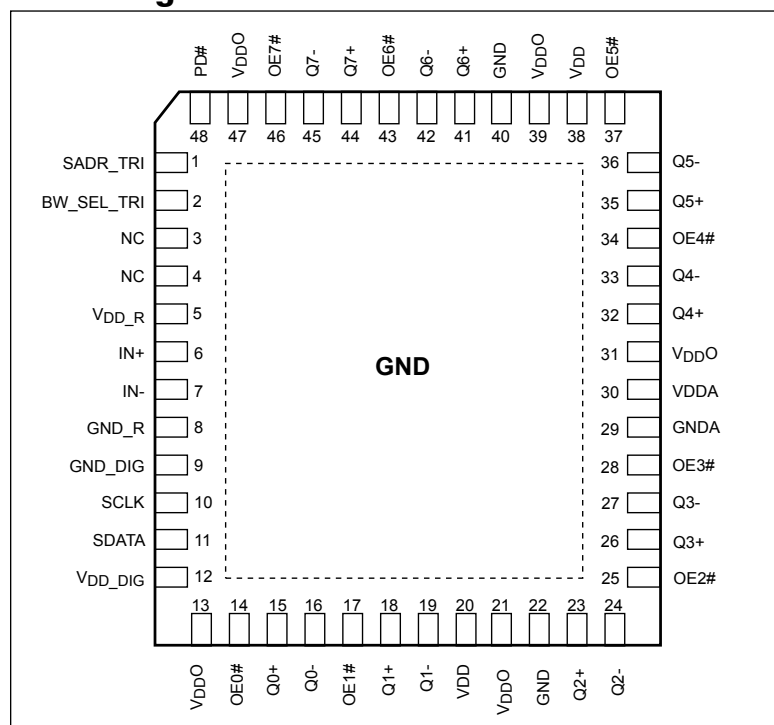 PD#
VDDO
OE7#
Q7-
Q7+
OE6#
Q6-
Q6+
GND
VDDO
VDD
OE5#
48 47 46 45 44 43 42 41 40 39 38 37
SADR_TRI 1
BW_SEL_TRI 2
NC 3
NC 4
VDD_R 5
IN+ 6
IN- 7
GND_R 8
GND_DIG 9
SCLK 10
SDATA 11
VDD_DIG 12
GND
36 Q5-
35 Q5+
34 OE4#
33 Q4-
32 Q4+
31 VDDO
30 VDDA
29 GNDA
28 OE3#
27 Q3-
26 Q3+
25 OE2#
13 14 15 16 17 18 19 20 21 22 23 24
VDDO
OE0#
Q0+
Q0-
OE1#
Q1+
Q1-
VDD
VDDO
GND
Q2+
Q2-